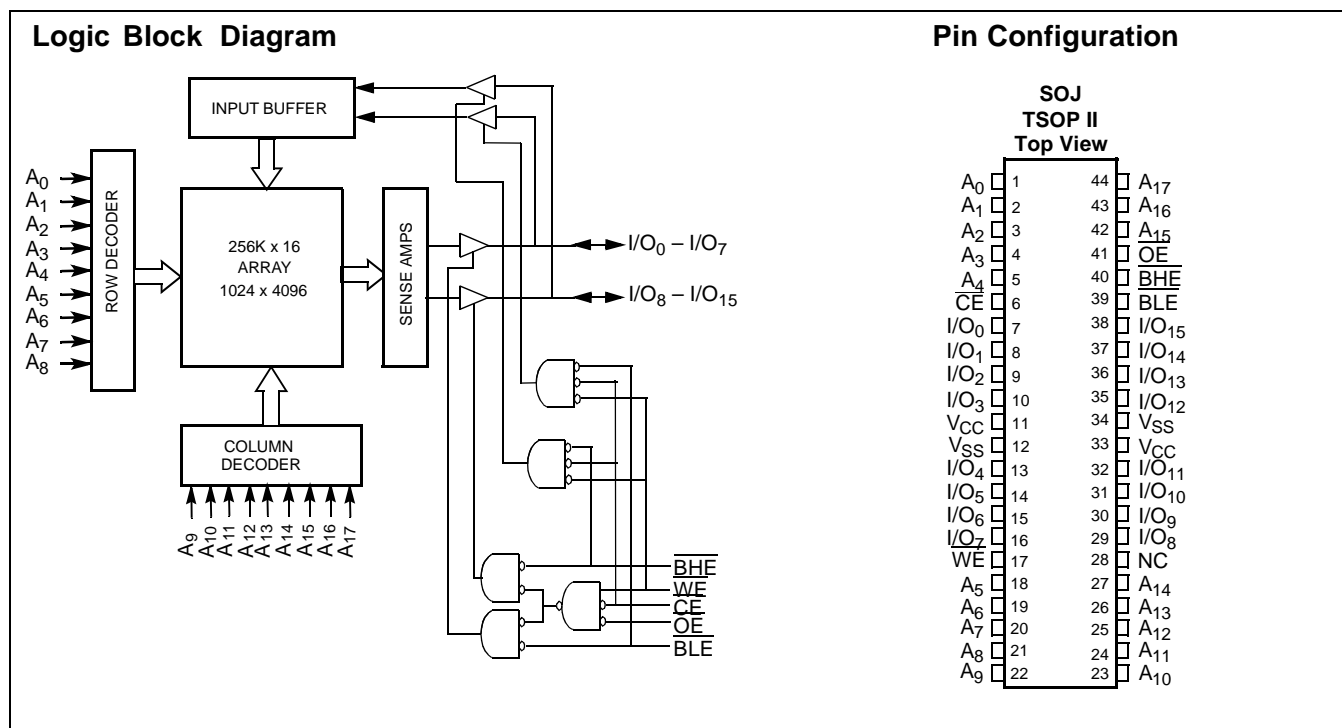 Logic Block Diagram
INPUT BUFFER
A0
A1
A2
A3
A4
A5
A6
A7
A8
ROW DECODER
256K x 16
ARRAY
1024 x 4096
SENSE AMPS
I/O0 – I/O7
I/O8 – I/O15
COLUMN
DECODER
A9
A10
A11
A12
A13
A14
A15
A16
A17
BHE
WE
CE
OE
BLE
Pin Configuration
SOJ
TSOP II
Top View
A0 1 44 A17
A1 2 43 A16
A2 3 42 A15
A3 4 41 OE
A4 5 40 BHE
CE 6 39 BLE
I/O0 7 38 I/O15
I/O1 8 37 I/O14
I/O2 9 36 I/O13
I/O3 10 35 I/O12
VCC 11 34 VSS
VSS 12 33 VCC
I/O4 13 32 I/O11
I/O5 14 31 I/O10
I/O6 15 30 I/O9
I/O7 16 29 I/O8
WE 17 28 NC
A5 18 27 A14
A6 19 26 A13
A7 20 25 A12
A8 21 24 A11
A9 22 23 A10